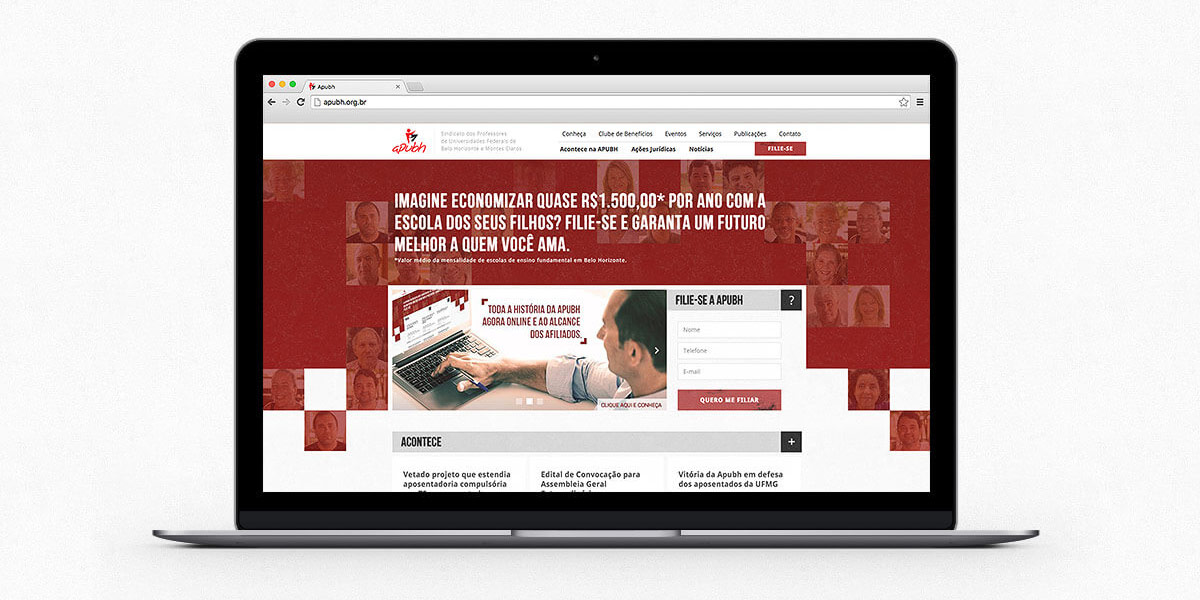 Apubh
apubh.org.br
apubh
Sindicato dos Professores
de Universidades Federais de
Belo Horizonte e Montes Claros
Conheça Clube de Benefícios Eventos Serviços Publicações Contato
Acontece na APUBH Ações Jurídicas Notícias FILIE-SE
IMAGINE ECONOMIZAR QUASE R$1.500,00* POR ANO COM A
ESCOLA DOS SEUS FILHOS? FILIE-SE E GARANTA UM FUTURO
MELHOR A QUEM VOCÊ AMA.
*Valor médio da mensalidade de escolas de ensino fundamental em Belo Horizonte.
TODA A HISTÓRIA DA APUBH
AGORA ONLINE E AO ALCANCE
DOS AFILIADOS.
CLIQUE AQUI E CONHEÇA
FILIE-SE A APUBH ?
Nome
Telefone
E-mail
QUERO ME FILIAR
ACONTECE +
Vetado projeto que estendia
aposentadoria compulsória
Edital de Convocação para
Assembleia Geral
Vitória da Apubh em defesa
dos aposentados da UFMG